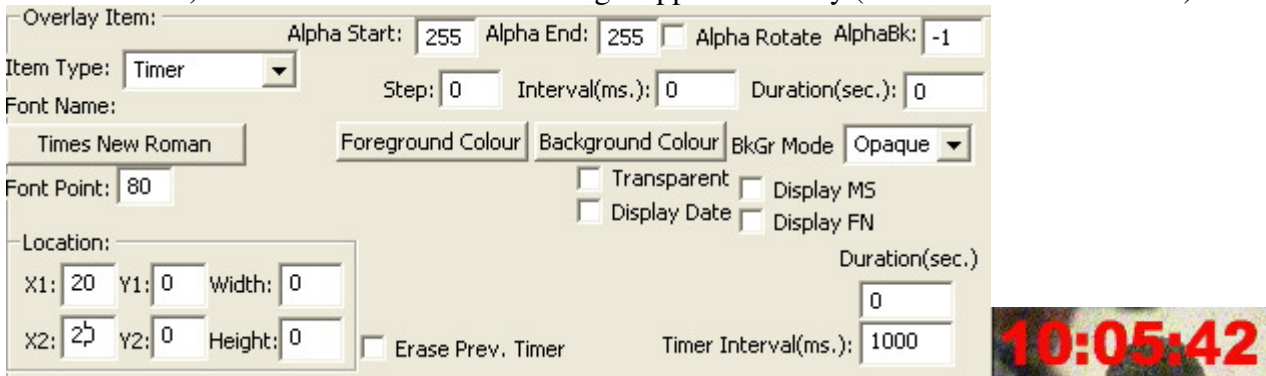 Overlay Item:
Alpha Start: 255 Alpha End: 255 Alpha Rotate AlphaBk: -1
Item Type: Timer
Step: 0 Interval(ms.): 0 Duration(sec.): 0
Font Name:
Times New Roman Foreground Colour Background Colour BkGr Mode Opaque
Font Point: 80 Transparent Display MS
Display Date Display FN
Location:
Duration(sec.)
X1: 20 Y1: 0 Width: 0
0
X2: 20 Y2: 0 Height: 0 Erase Prev. Timer Timer Interval(ms.): 1000
10:05:42